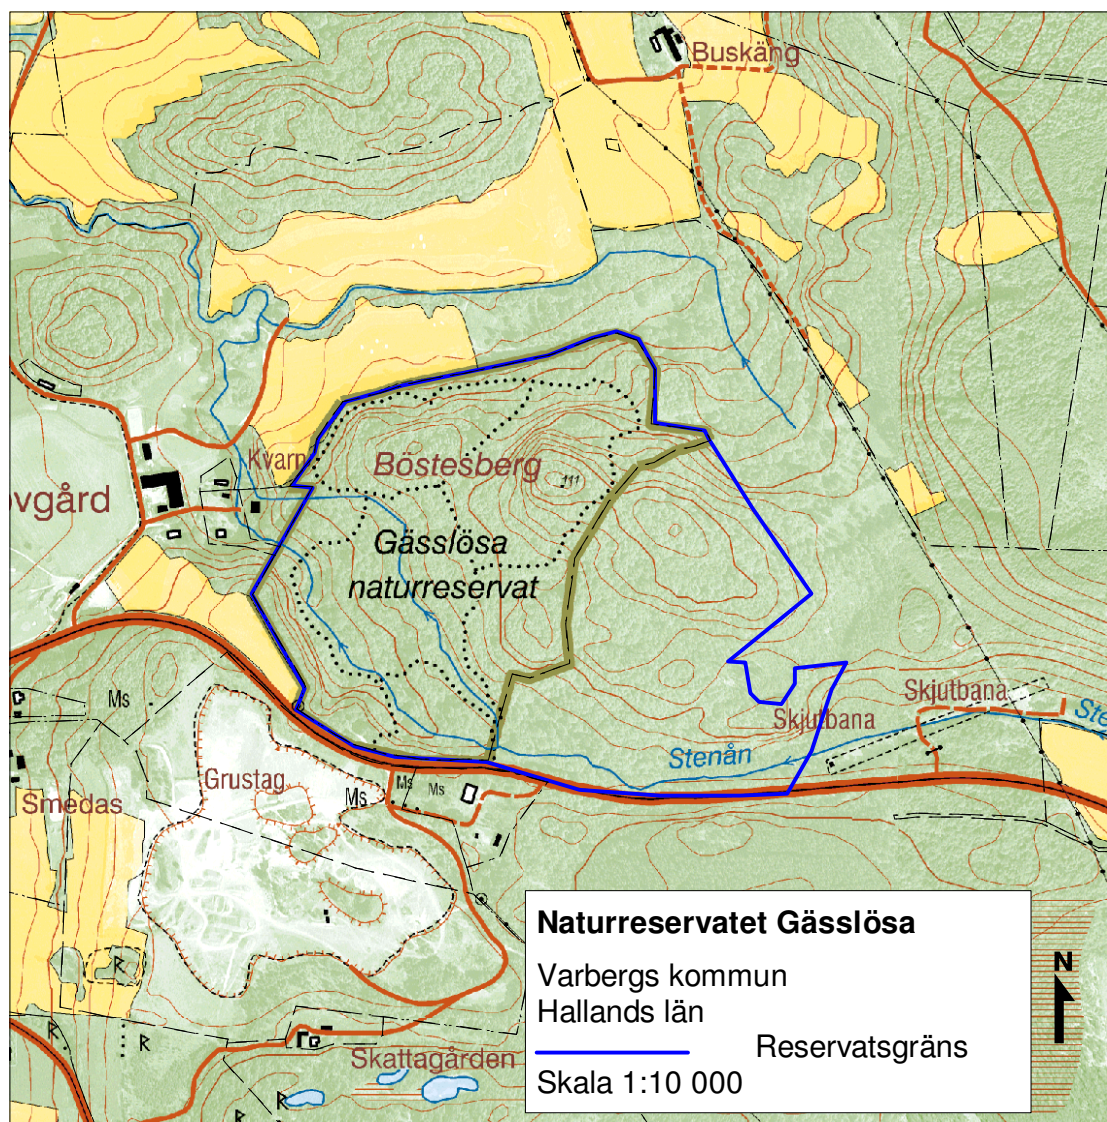 Buskäng
Kvarn
Böstesberg
111
ovgård
Gässlösa
naturreservat
Ms
Skjutbana
Skjutbana
Stenån
Ste
Grustag
Ms
Ms
Ms
Smedas
R
R
R
R
R
Skattagården
Naturreservatet Gässlösa
Varbergs kommun
Hallands län
Reservatsgräns
Skala 1:10 000
N